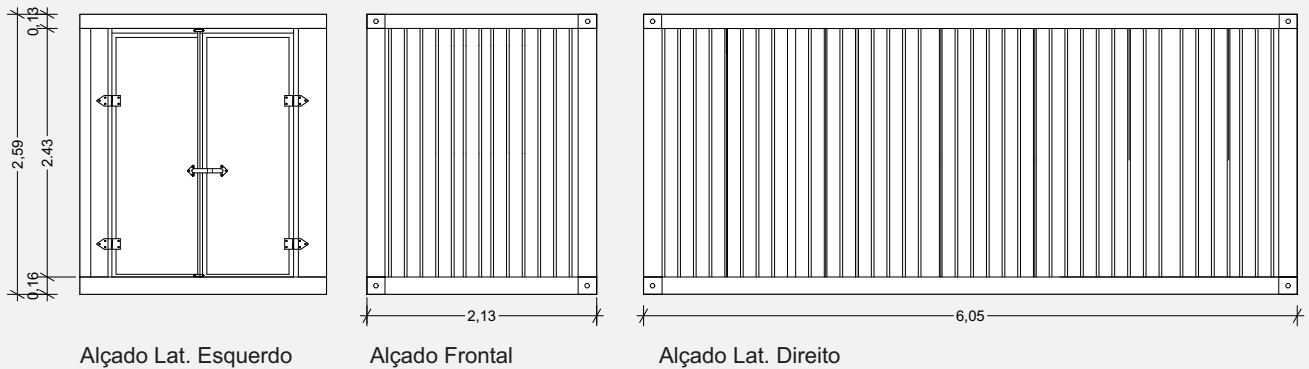 0,13
2,59
2.43
0,16
2,13
6,05
Alçado Lat. Esquerdo
Alçado Frontal
Alçado Lat. Direito